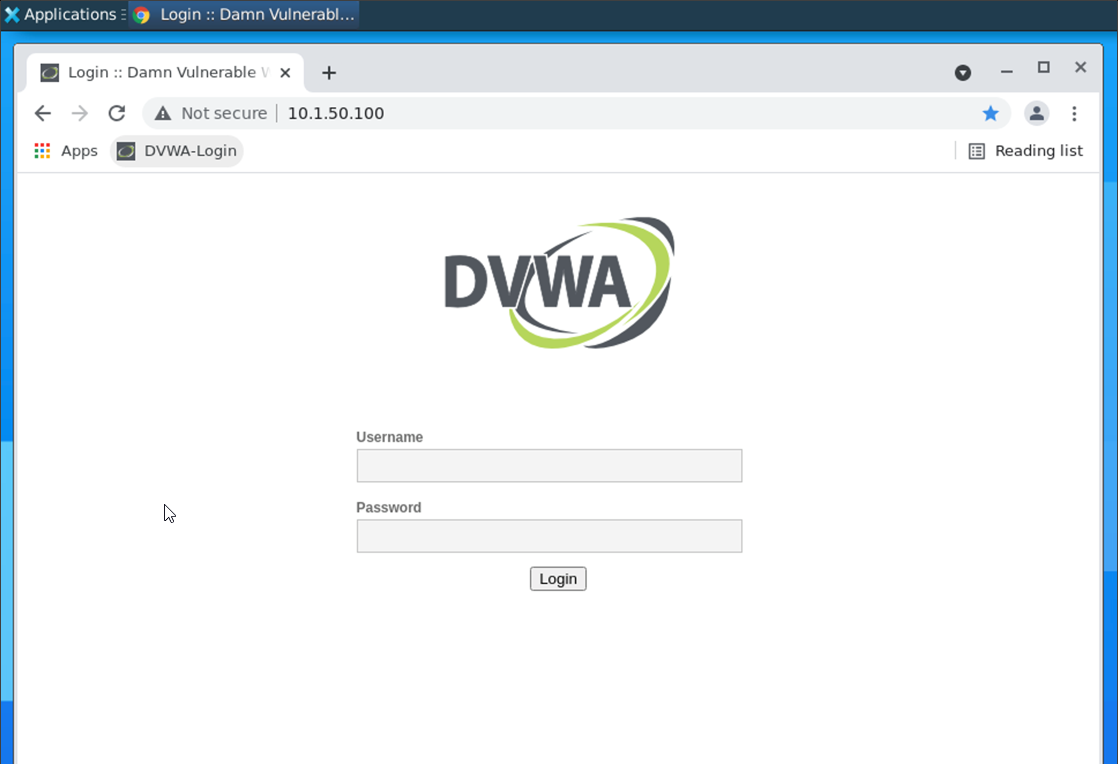 Applications
Login :: Damn Vulnerabl...
Login :: Damn Vulnerable
Not secure
10.1.50.100
Apps
DVWA-Login
Reading list
DVWA
Username
Password
Login